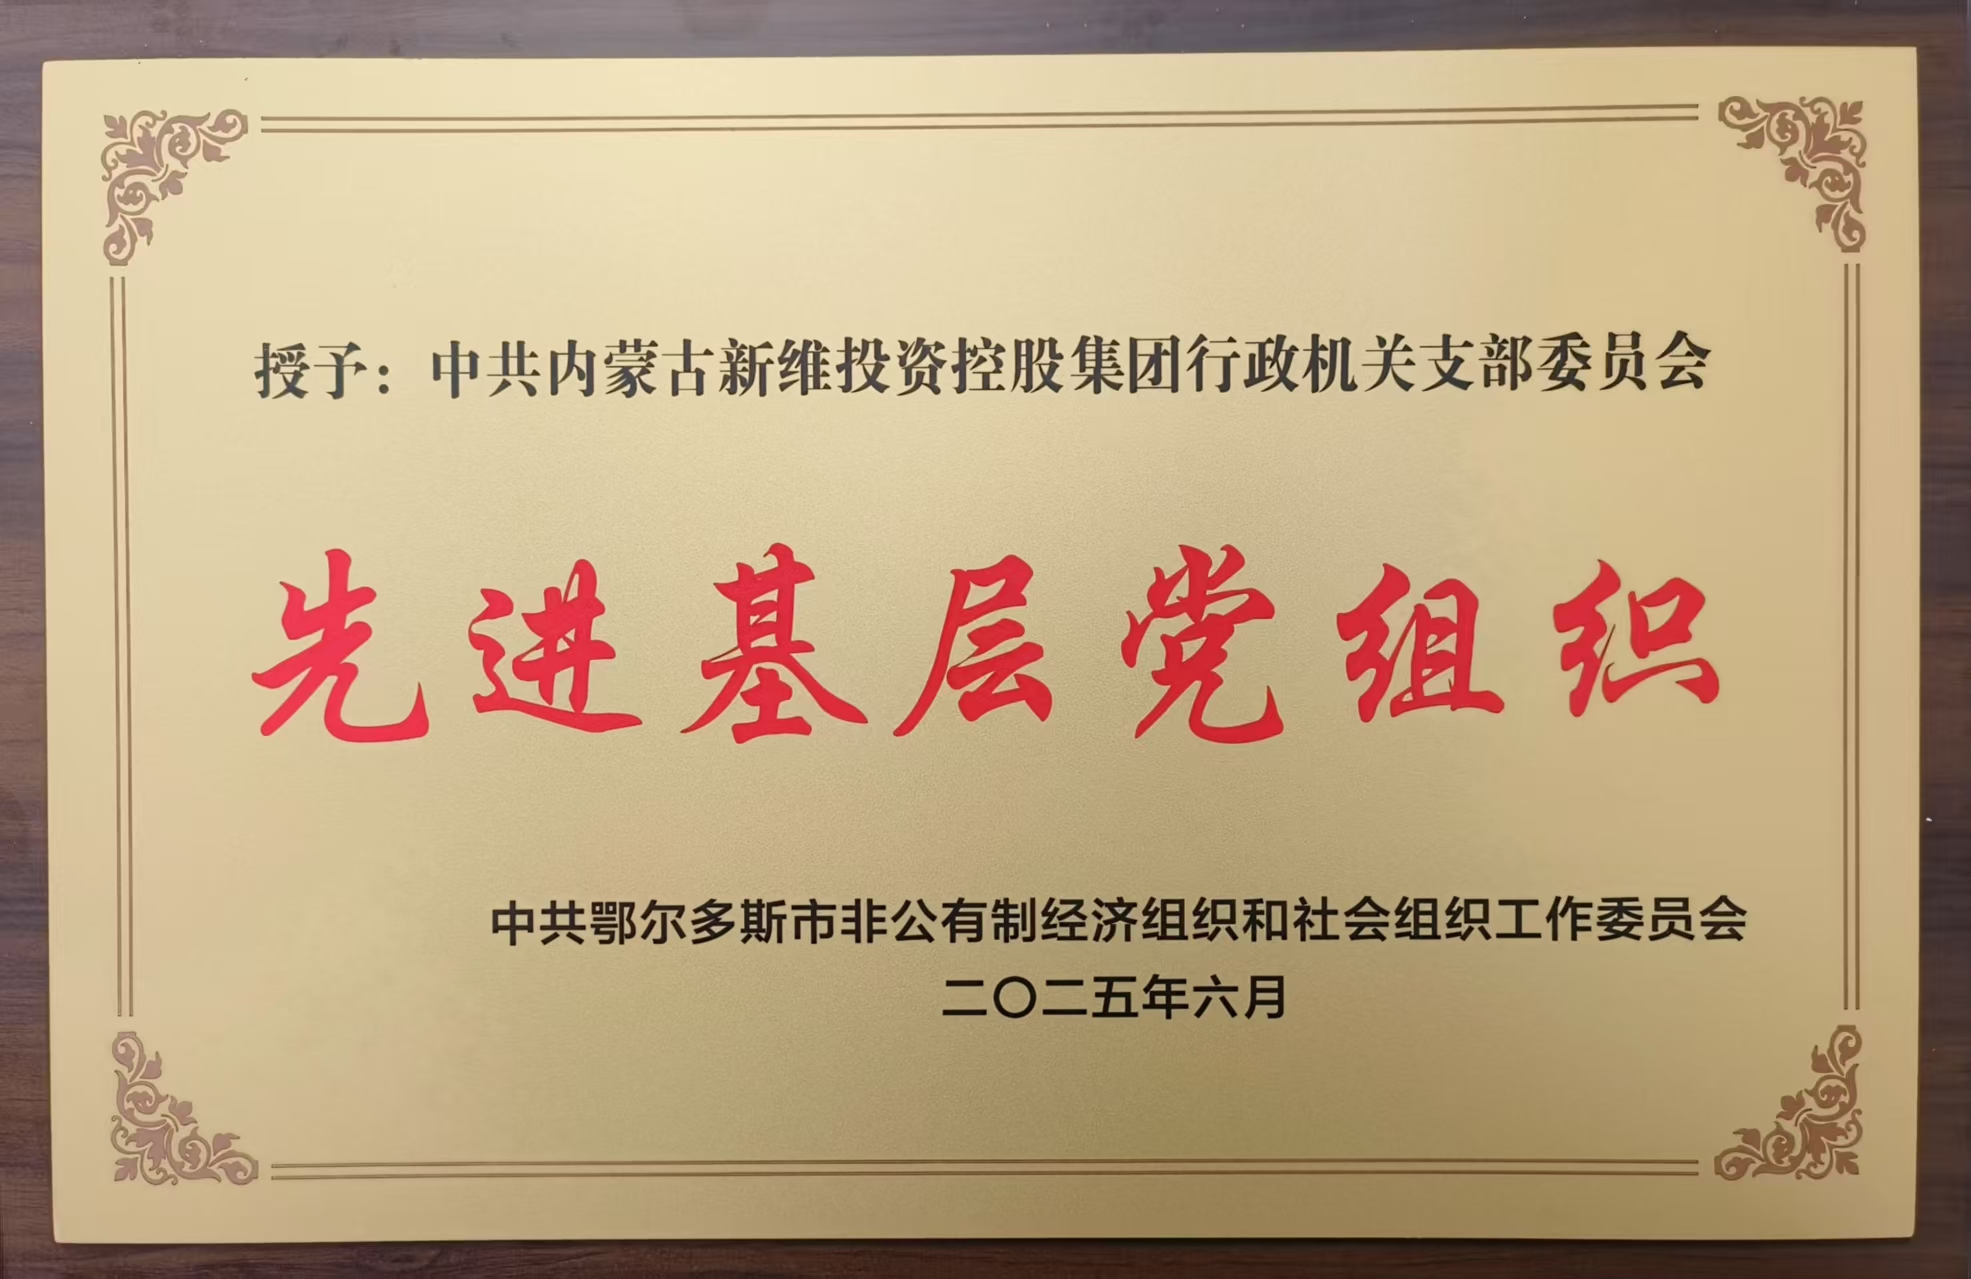 授予：中共内蒙古新维投资控股集团行政机关支部委员会
先进基层党组织
中共鄂尔多斯市非公有制经济组织和社会组织工作委员会
二〇二五年六月